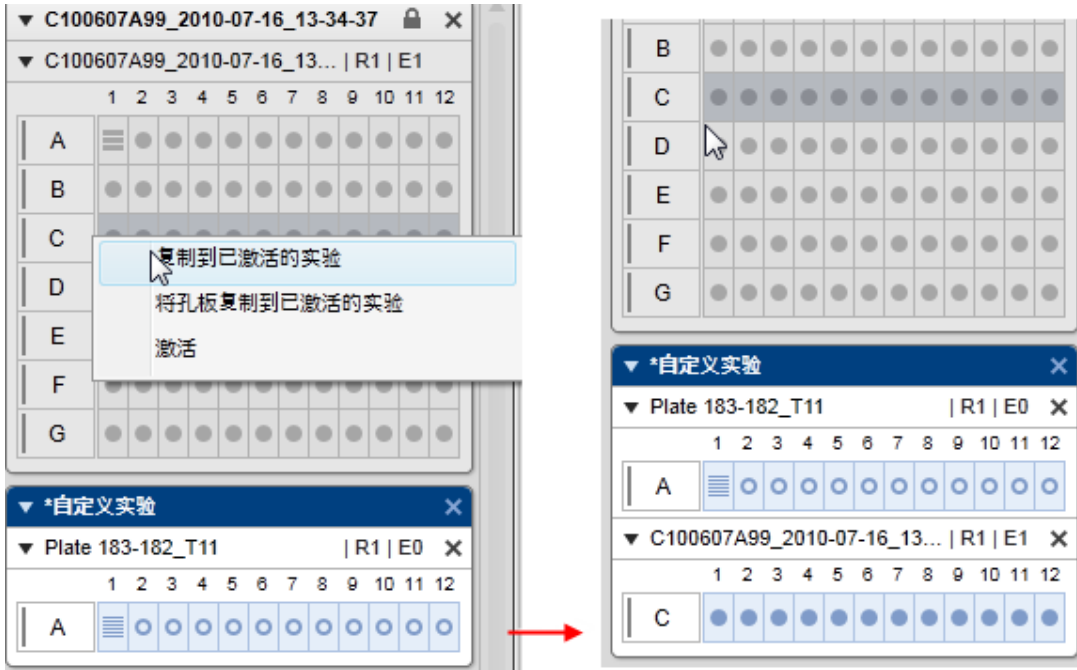 C100607A99_2010-07-16_13-34-37
C100607A99_2010-07-16_13... | R1 | E1
1 2 3 4 5 6 7 8 9 10 11 12
A
B
C
复制到已激活的实验
D
将孔板复制到已激活的实验
E
激活
F
G
*自定义实验
Plate 183-182_T11 | R1 | E0
1 2 3 4 5 6 7 8 9 10 11 12
A
B
C
D
E
F
G
*自定义实验
Plate 183-182_T11 | R1 | E0
1 2 3 4 5 6 7 8 9 10 11 12
A
C100607A99_2010-07-16_13... | R1 | E1
1 2 3 4 5 6 7 8 9 10 11 12
C